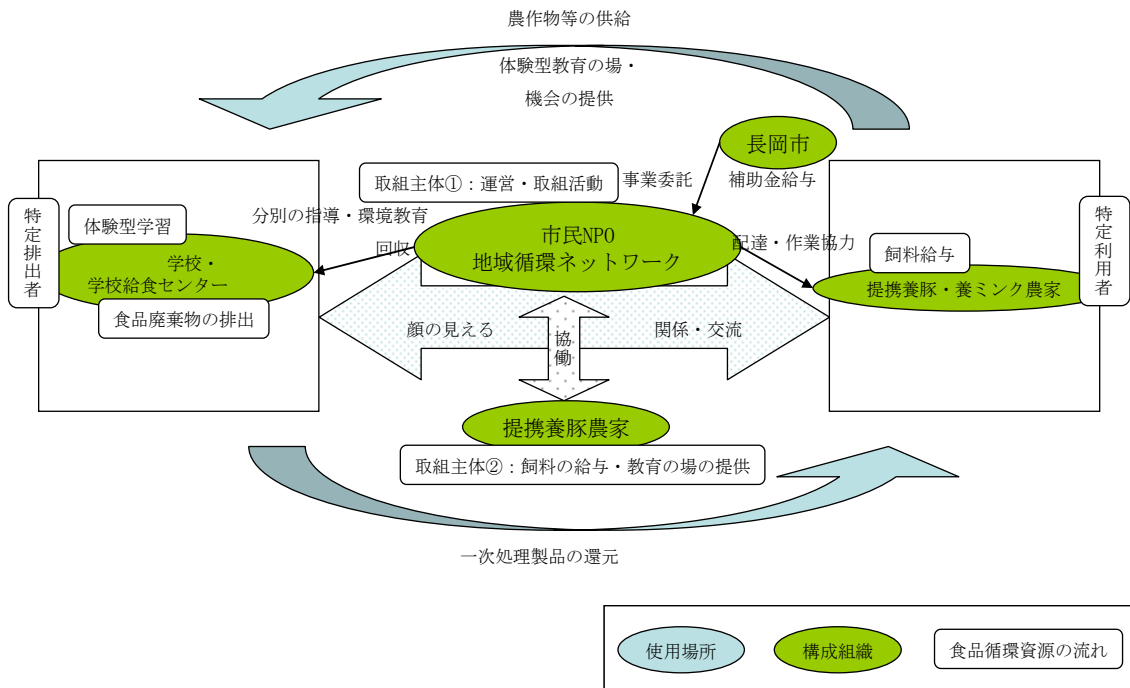 農作物等の供給
体験型教育の場・
機会の提供
長岡市
補助金給与
事業委託
取組主体①：運営・取組活動
特定排出者
体験型学習
学校・
学校給食センター
食品廃棄物の排出
分別の指導・環境教育
回収
市民NPO
地域循環ネットワーク
配達・作業協力
飼料給与
提携養豚・養ミンク農家
特定利用者
顔の見える
関係・交流
協働
提携養豚農家
取組主体②：飼料の給与・教育の場の提供
一次処理製品の還元
使用場所
構成組織
食品循環資源の流れ